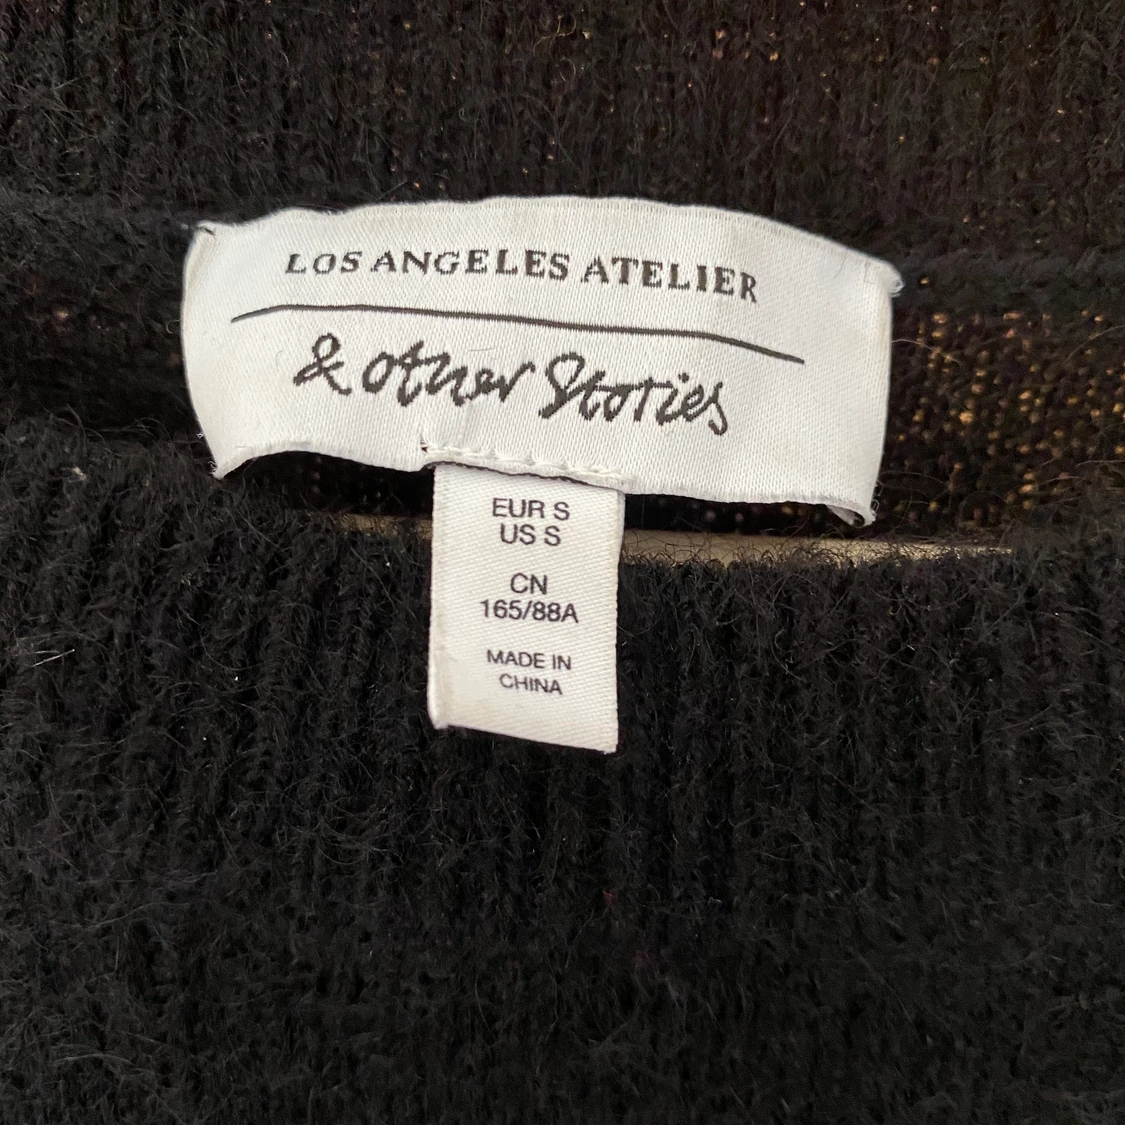 LOS ANGELES ATELIER
& other Stories
EUR S
US S
CN
165/88A
MADE IN
CHINA